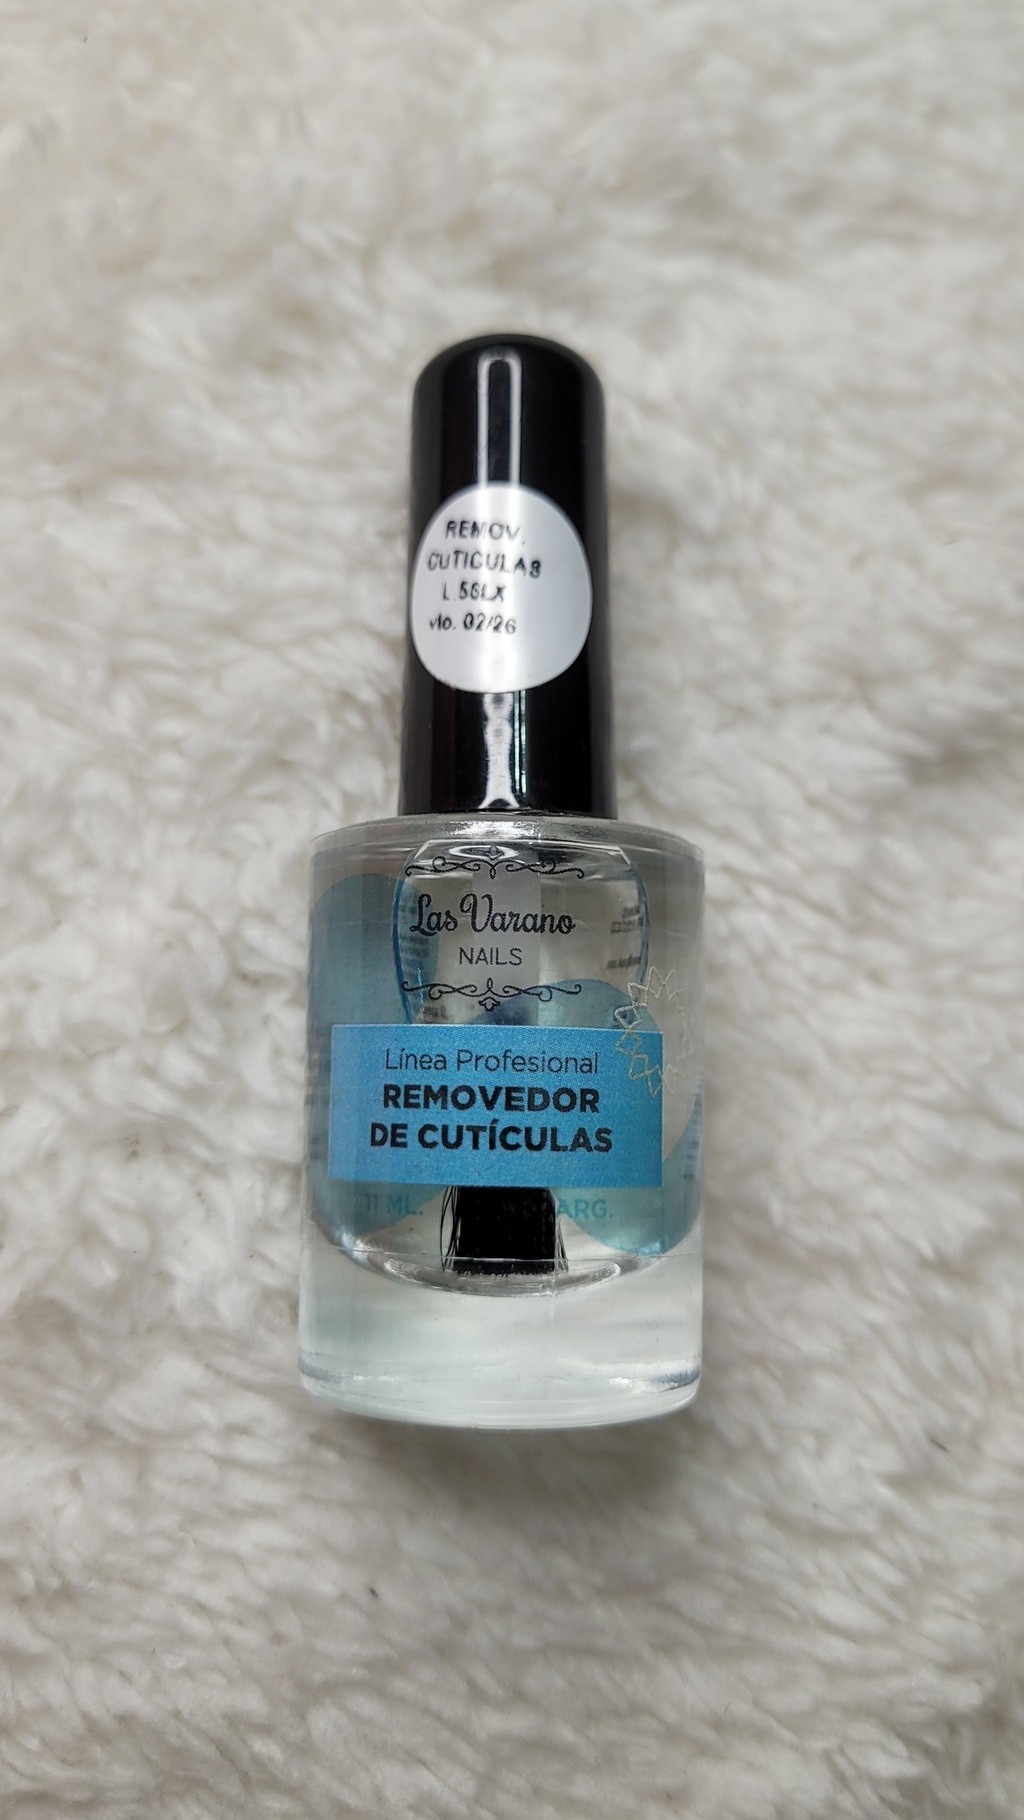 REMOV.
CUTICULAS
L.56LX
vto. 02/26
Las Varano
NAILS
Línea Profesional
REMOVEDOR
DE CUTÍCULAS
11 ML. ARG.